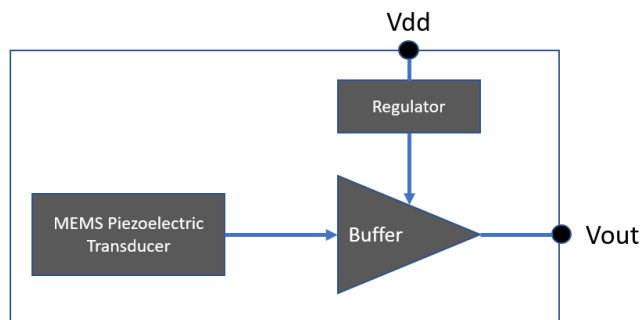 Vdd
Regulator
MEMS Piezoelectric
Transducer
Buffer
Vout